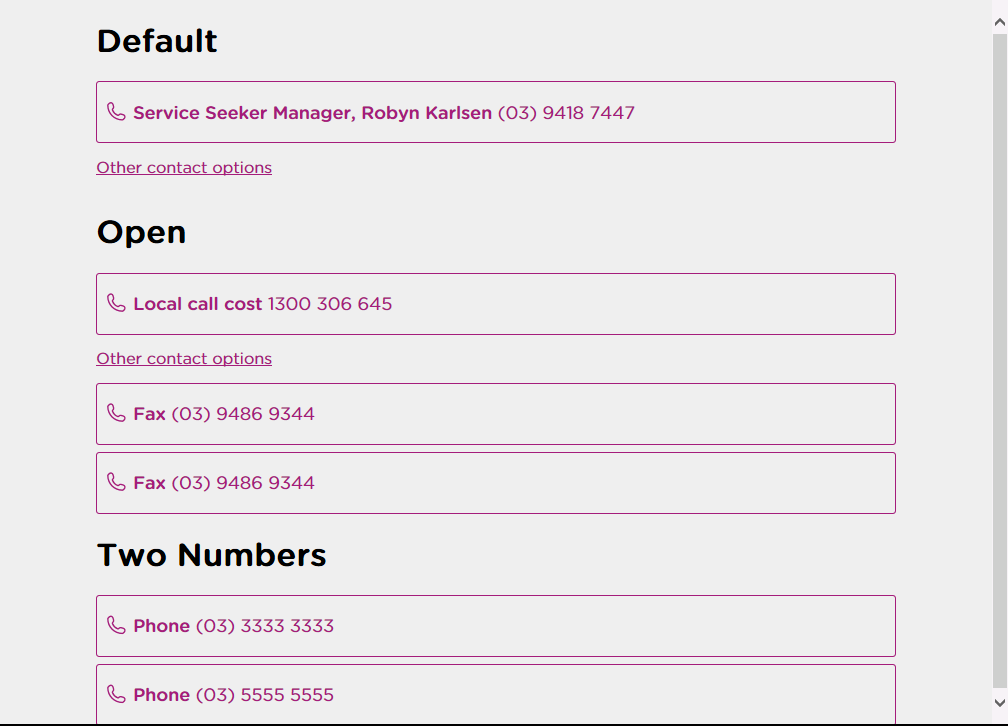 Default
Service Seeker Manager, Robyn Karlsen (03) 9418 7447
Other contact options
Open
Local call cost 1300 306 645
Other contact options
Fax (03) 9486 9344
Fax (03) 9486 9344
Two Numbers
Phone (03) 3333 3333
Phone (03) 5555 5555